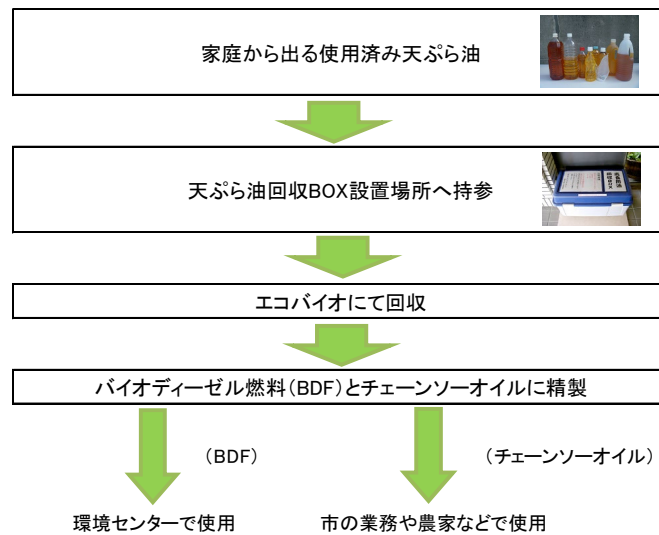 家庭から出る使用済み天ぷら油
天ぷら油回収BOX設置場所へ持参
エコバイオにて回収
バイオディーゼル燃料(BDF)とチェーンソーオイルに精製
(BDF)
(チェーンソーオイル)
環境センターで使用
市の業務や農家などで使用